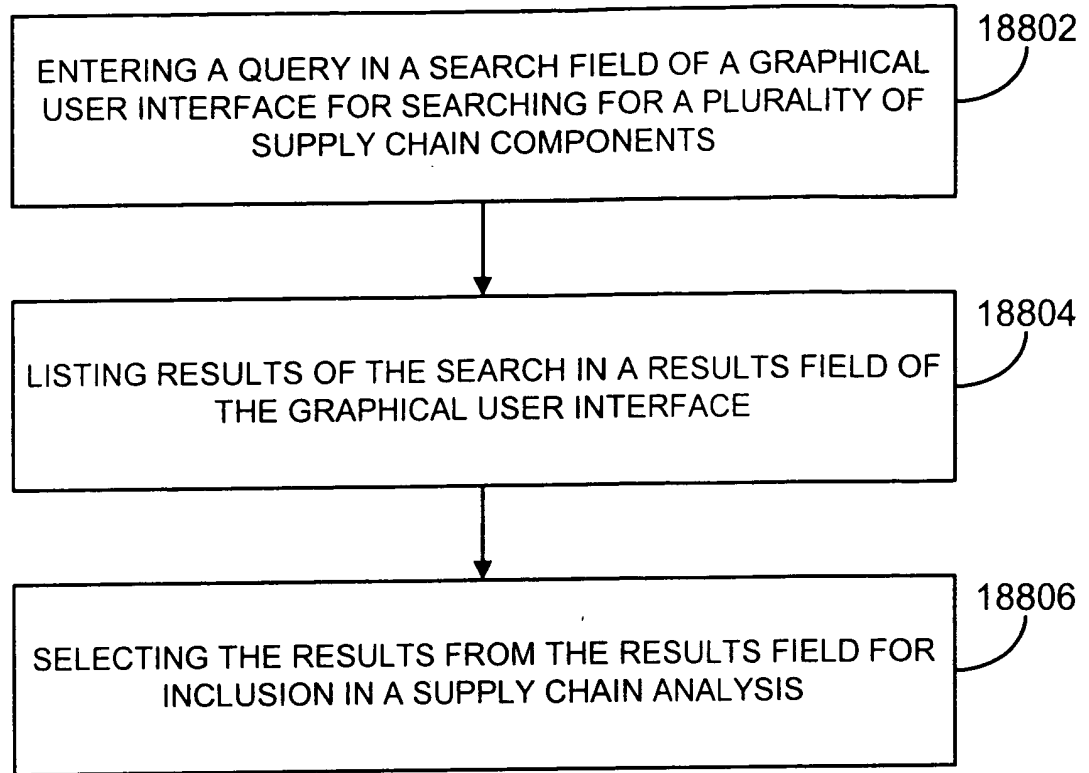 18802
ENTERING A QUERY IN A SEARCH FIELD OF A GRAPHICAL
USER INTERFACE FOR SEARCHING FOR A PLURALITY OF
SUPPLY CHAIN COMPONENTS
18804
LISTING RESULTS OF THE SEARCH IN A RESULTS FIELD OF
THE GRAPHICAL USER INTERFACE
18806
SELECTING THE RESULTS FROM THE RESULTS FIELD FOR
INCLUSION IN A SUPPLY CHAIN ANALYSIS